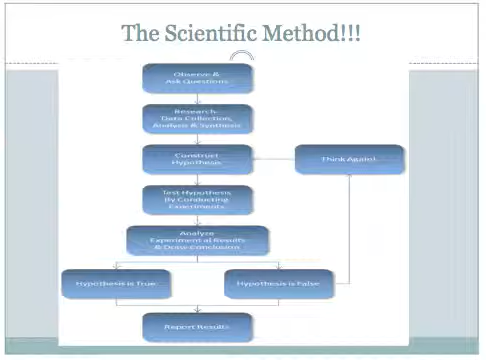 The Scientific Method!!!
Observe &
Ask Questions
Research
Data Collection,
Analysis & Synthesis
Construct
Hypothesis
Think Again!
Test Hypothesis
By Conducting
Experiments
Analyze
Experimental Results
& Draw Conclusion
Hypothesis is True
Hypothesis is False
Report Results